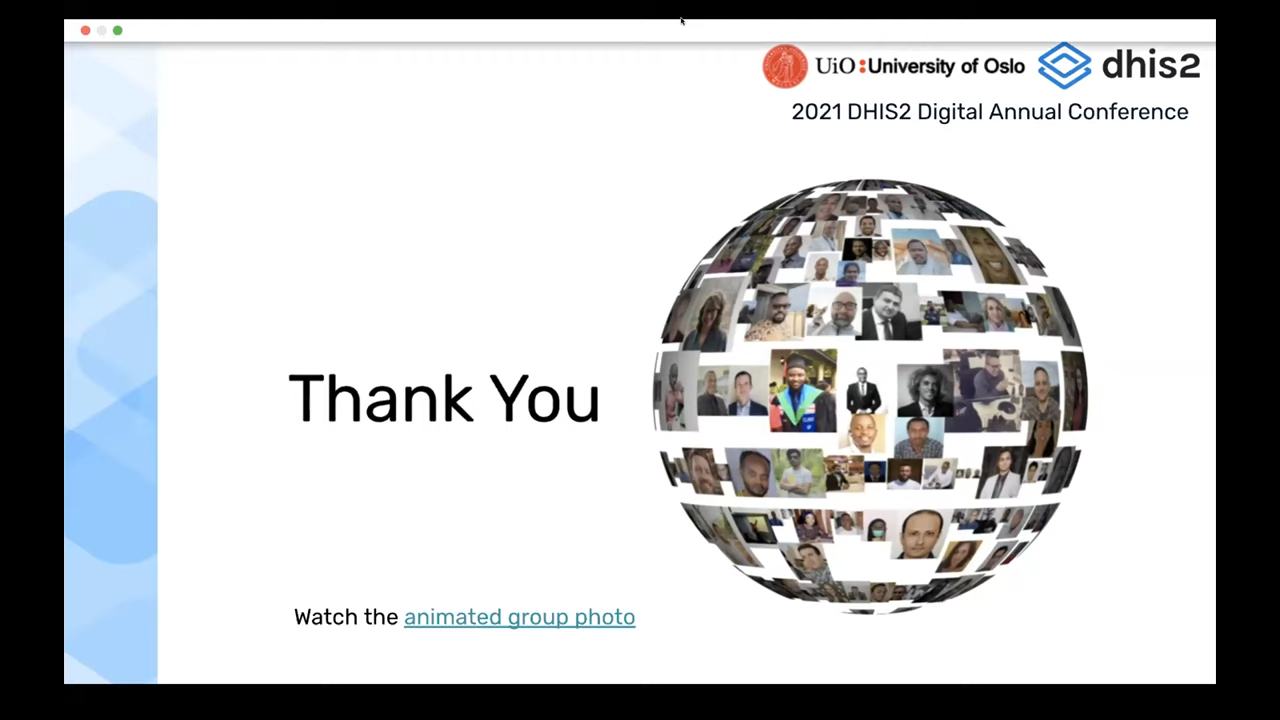 UiO:University of Oslo dhis2
2021 DHIS2 Digital Annual Conference
Thank You
Watch the animated group photo